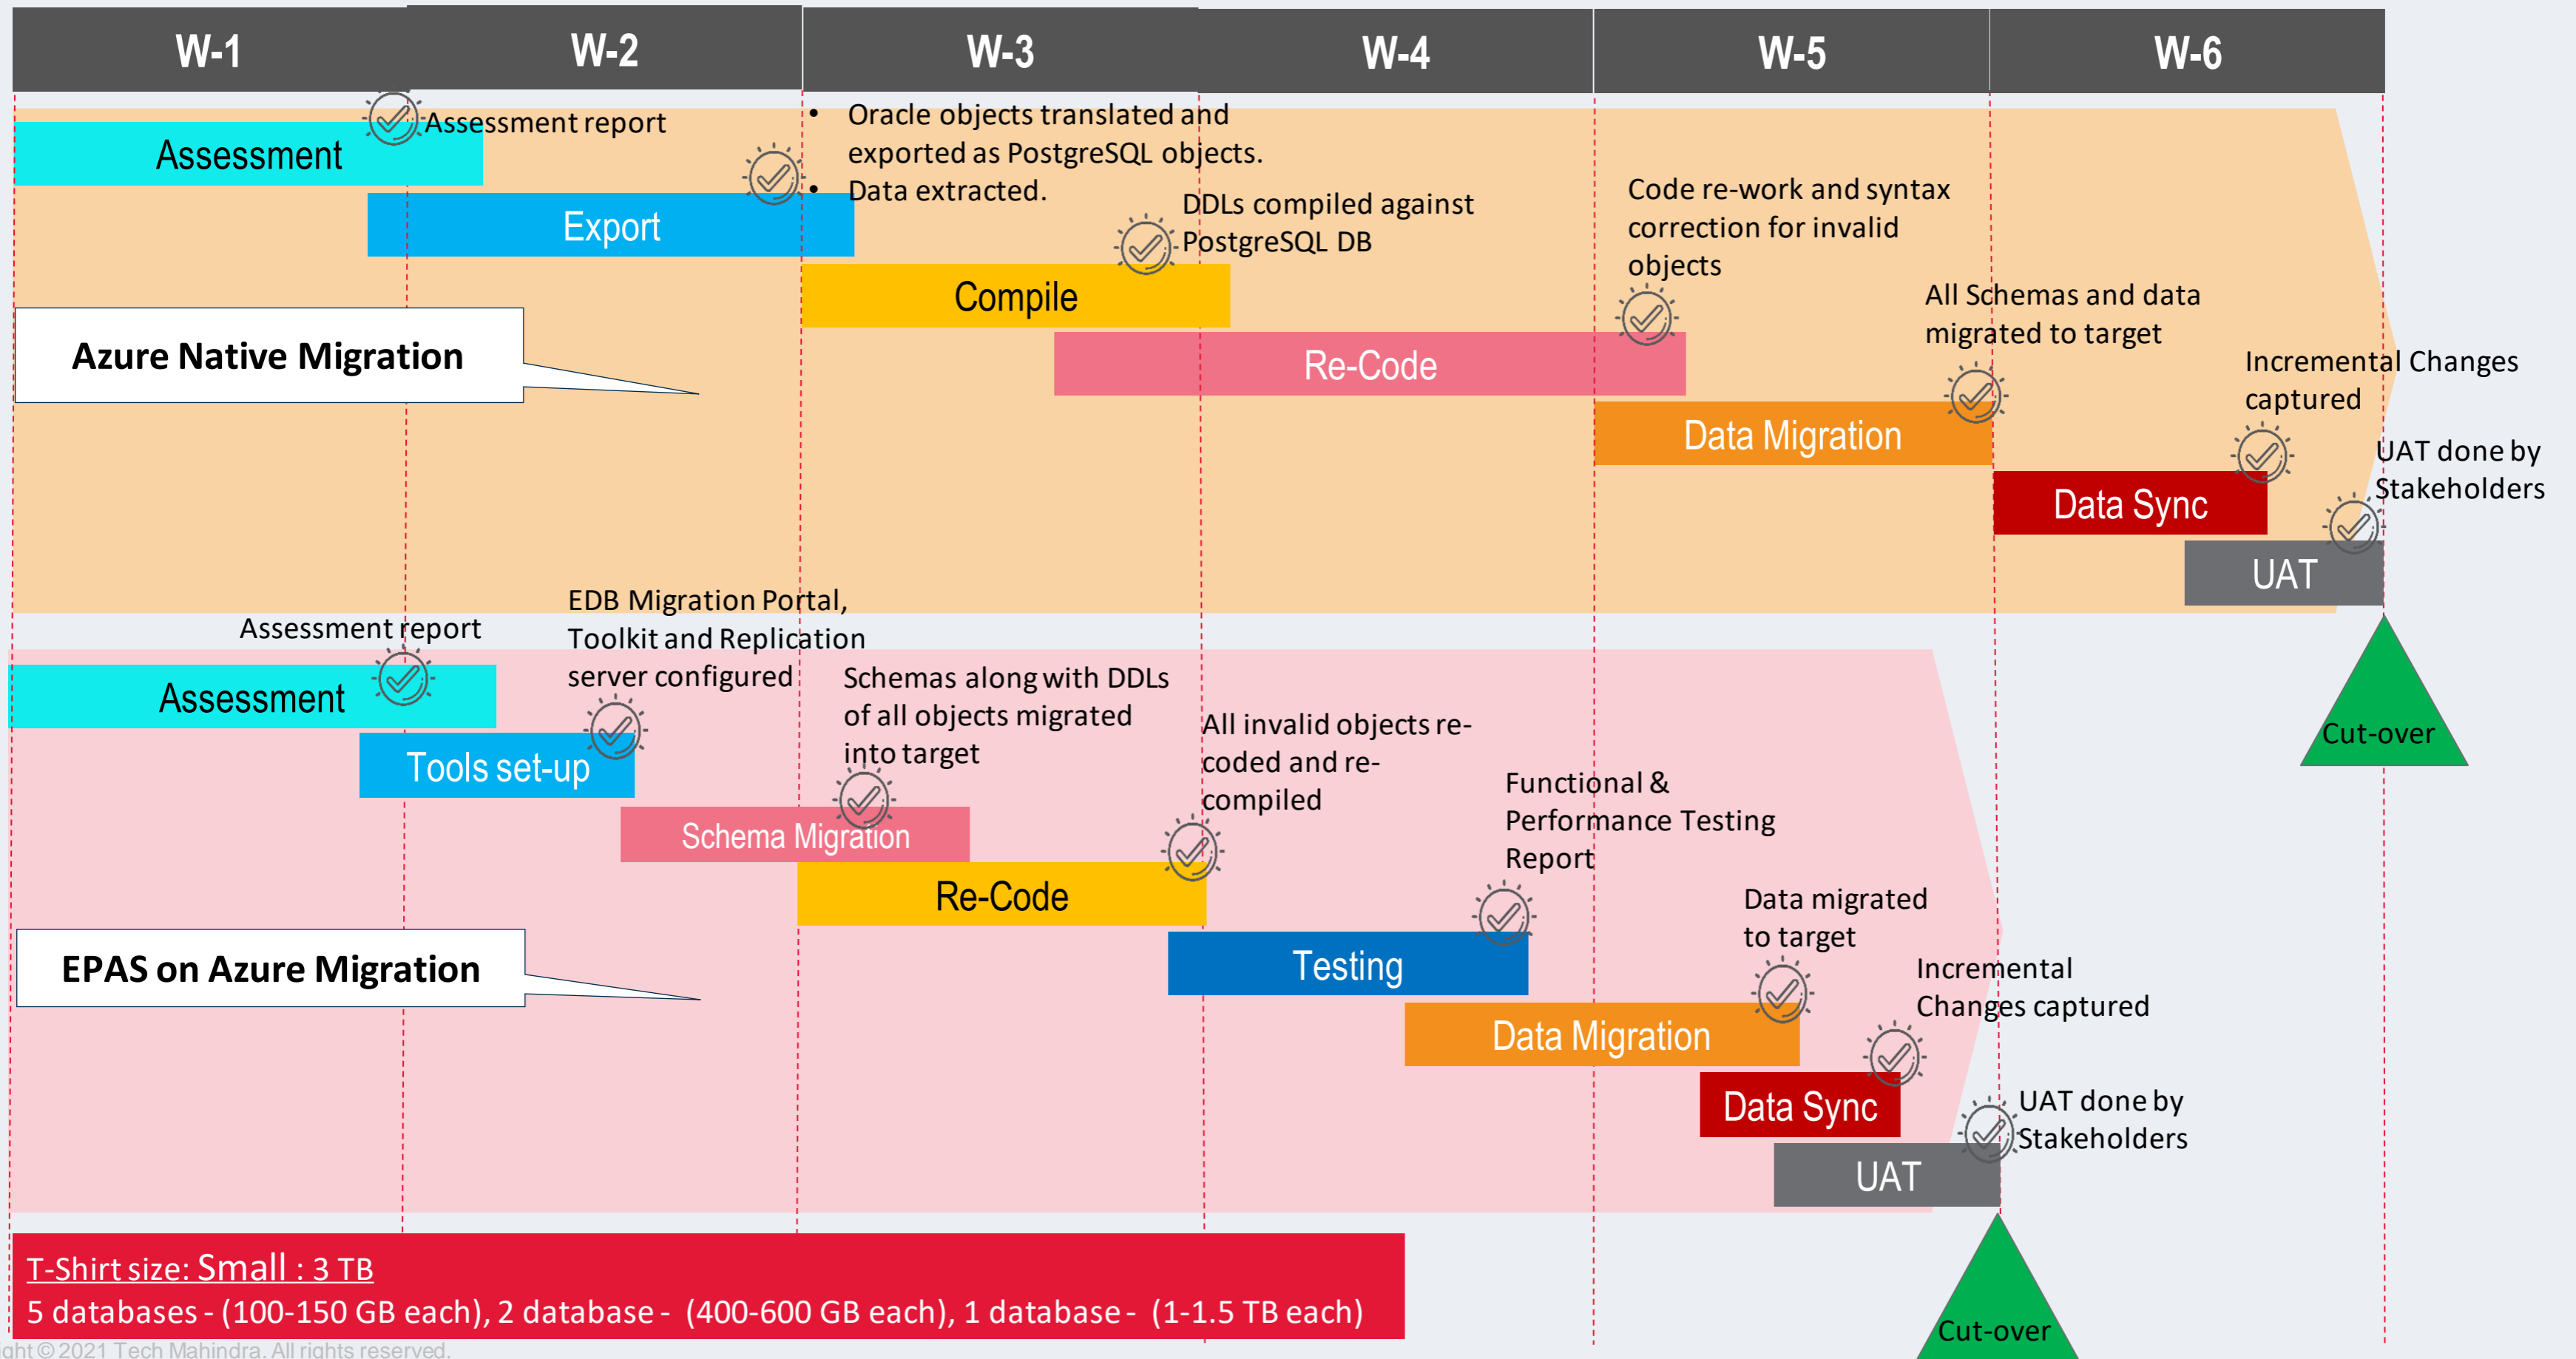 W-1
W-2
W-3
W-4
W-5
W-6
Assessment report
Assessment
• Oracle objects translated and
exported as PostgreSQL objects.
• Data extracted.
Export
DDLs compiled against
PostgreSQL DB
Compile
Code re-work and syntax
correction for invalid
objects
Re-Code
Azure Native Migration
All Schemas and data
migrated to target
Data Migration
Incremental Changes
captured
Data Sync
UAT done by
Stakeholders
UAT
Cut-over
Assessment report
Assessment
EDB Migration Portal,
Toolkit and Replication
server configured
Tools set-up
Schemas along with DDLs
of all objects migrated
into target
Schema Migration
All invalid objects re-
coded and re-
compiled
Re-Code
Functional &
Performance Testing
Report
Testing
EPAS on Azure Migration
Data migrated
to target
Data Migration
Incremental
Changes captured
Data Sync
UAT done by
Stakeholders
UAT
Cut-over
T-Shirt size: Small : 3 TB
5 databases - (100-150 GB each), 2 database - (400-600 GB each), 1 database - (1-1.5 TB each)
ght © 2021 Tech Mahindra. All rights reserved.